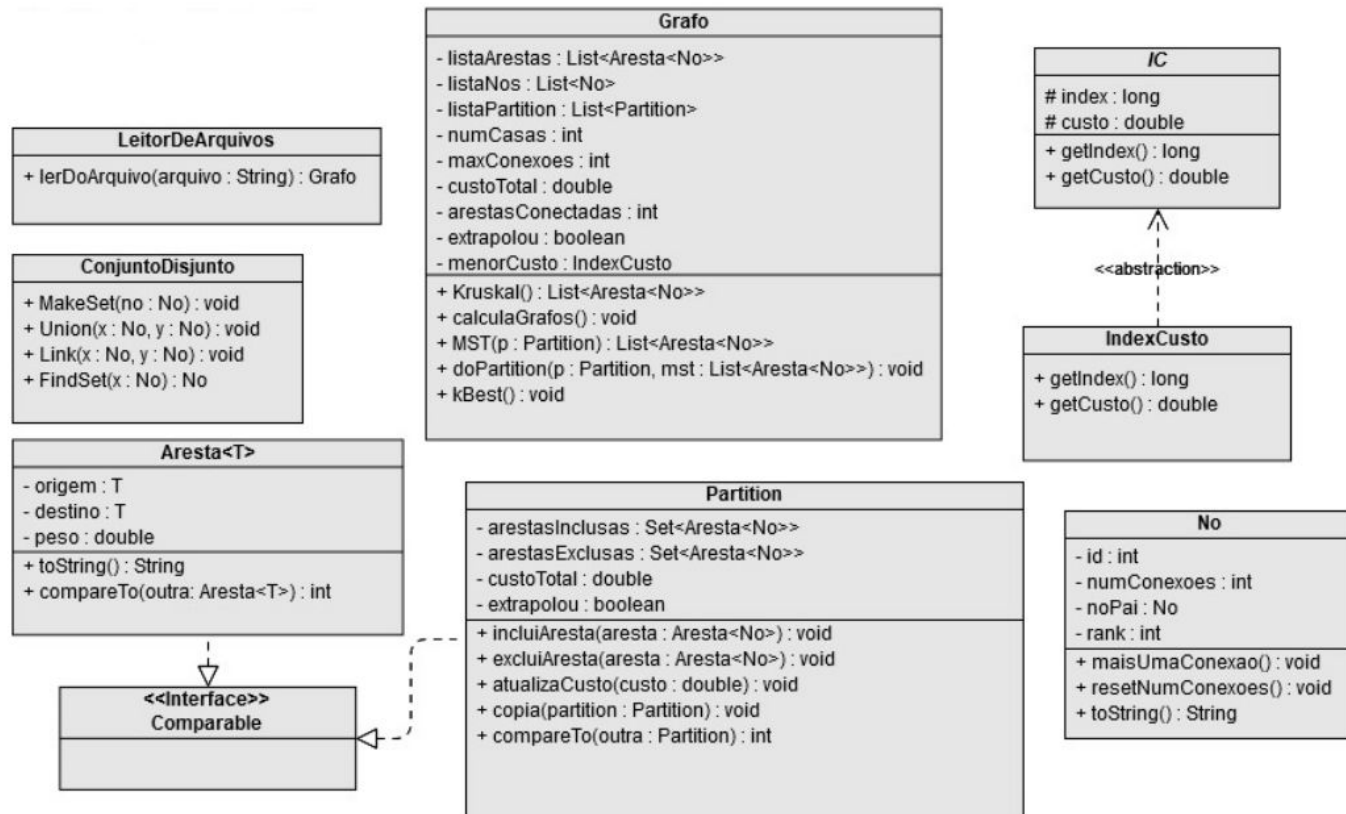 Grafo
- listaArestas : List<Aresta<No>>
- listaNos : List<No>
- listaPartition : List<Partition>
- numCasas : int
- maxConexoes : int
- custoTotal : double
- arestasConectadas : int
- extrapolou : boolean
- menorCusto : IndexCusto
+ Kruskal() : List<Aresta<No>>
+ calculaGrafos() : void
+ MST(p : Partition) : List<Aresta<No>>
+ doPartition(p : Partition, mst : List<Aresta<No>>) : void
+ kBest() : void
IC
# index : long
# custo : double
+ getIndex() : long
+ getCusto() : double
<<abstraction>>
IndexCusto
+ getIndex() : long
+ getCusto() : double
LeitorDeArquivos
+ lerDoArquivo(arquivo : String) : Grafo
ConjuntoDisjunto
+ MakeSet(no : No) : void
+ Union(x : No, y : No) : void
+ Link(x : No, y : No) : void
+ FindSet(x : No) : No
Aresta<T>
- origem : T
- destino : T
- peso : double
+ toString() : String
+ compareTo(outra: Aresta<T>) : int
<<Interface>>
Comparable
Partition
- arestasInclusas : Set<Aresta<No>>
- arestasExclusas : Set<Aresta<No>>
- custoTotal : double
- extrapolou : boolean
+ incluiAresta(aresta : Aresta<No>) : void
+ excluiAresta(aresta : Aresta<No>) : void
+ atualizaCusto(custo : double) : void
+ copia(partition : Partition) : void
+ compareTo(outra : Partition) : int
No
- id : int
- numConexoes : int
- noPai : No
- rank : int
+ maisUmaConexao() : void
+ resetNumConexoes() : void
+ toString() : String